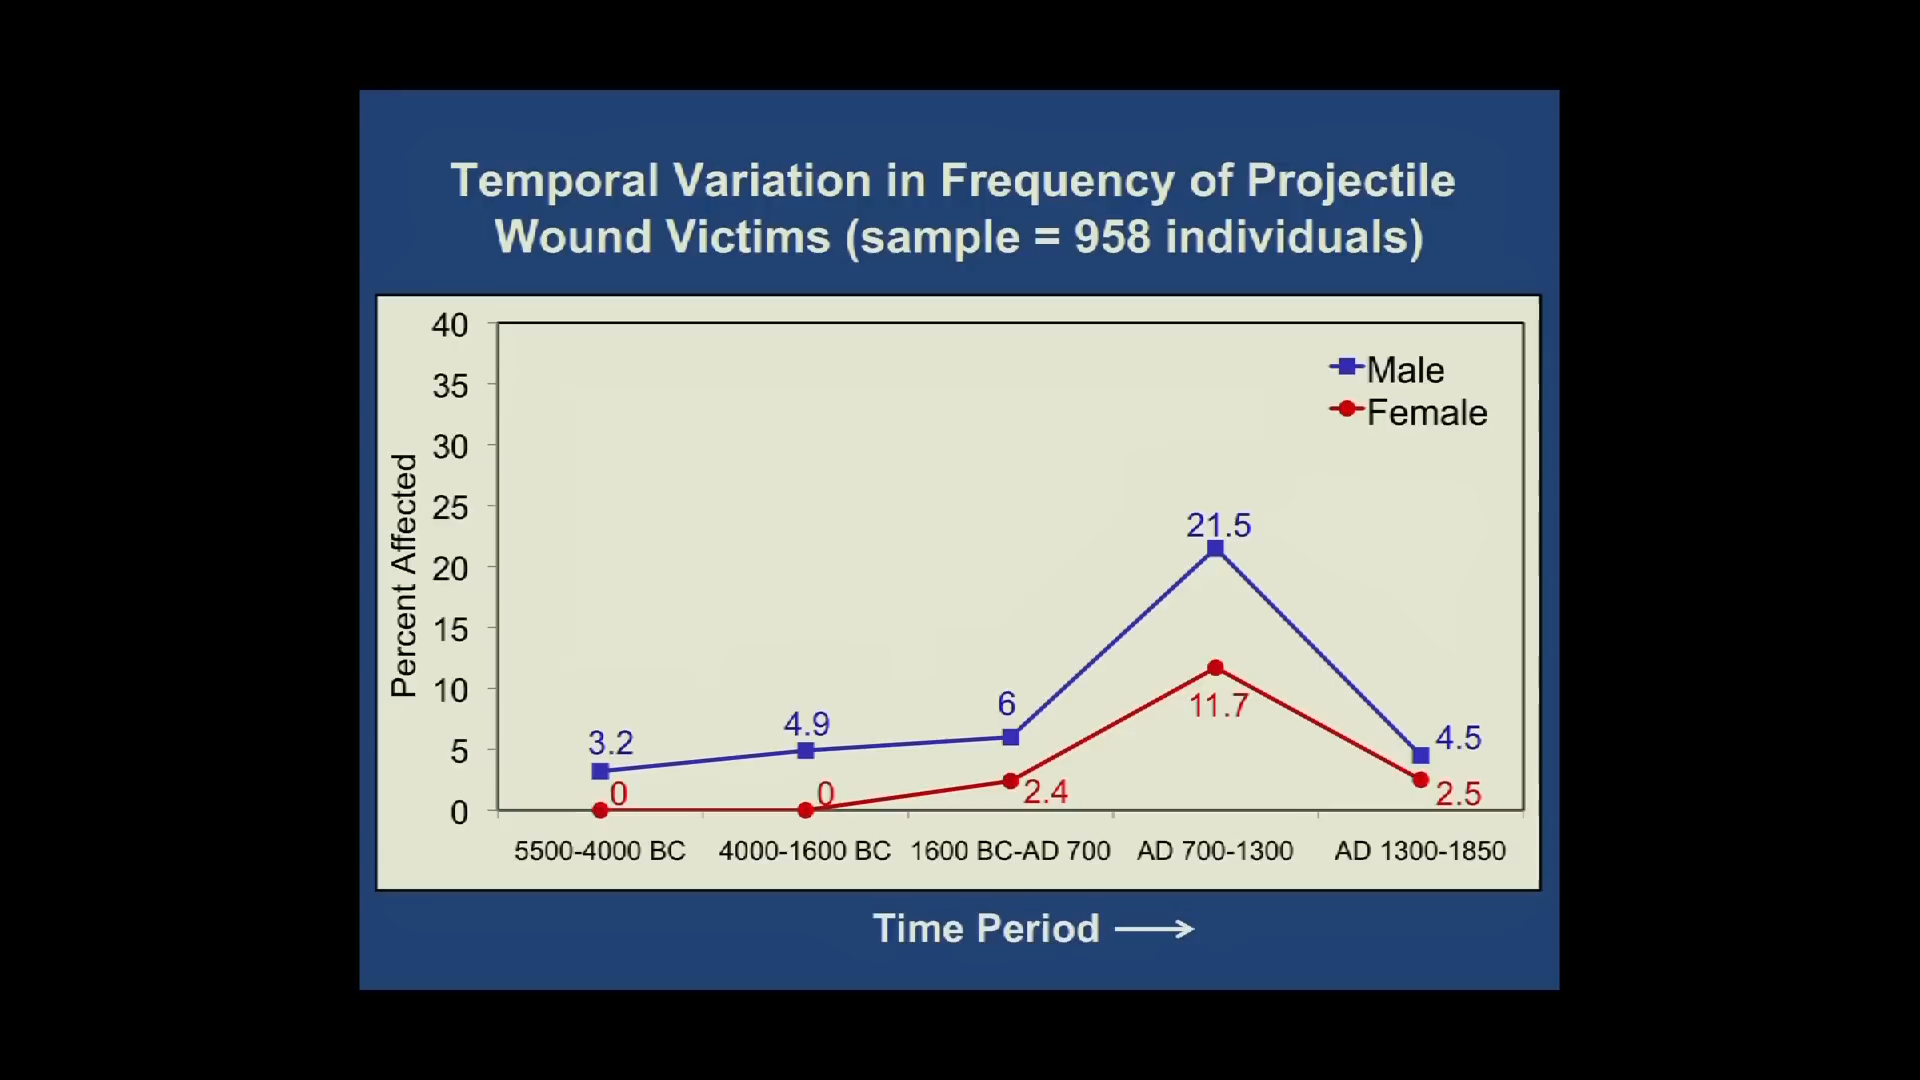 Temporal Variation in Frequency of Projectile
Wound Victims (sample = 958 individuals)
40
35
30
25
20
15
10
5
0
Percent Affected
Male
Female
3.2
4.9
6
21.5
4.5
0
0
2.4
11.7
2.5
5500-4000 BC 4000-1600 BC 1600 BC-AD 700 AD 700-1300 AD 1300-1850
Time Period